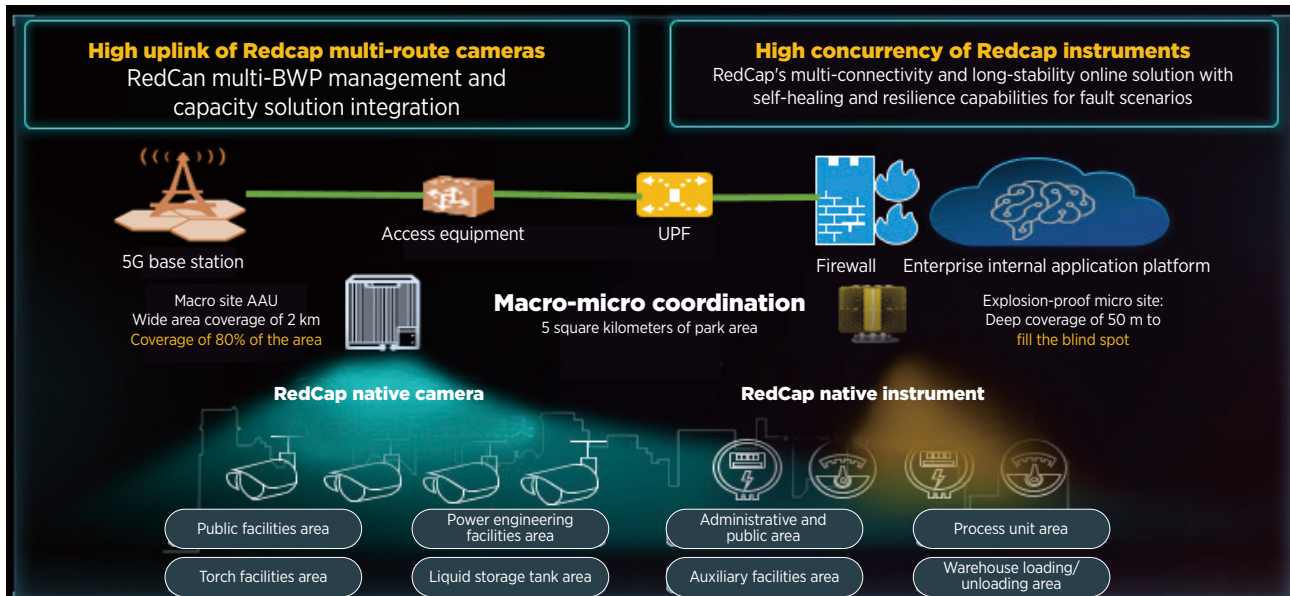 High uplink of Redcap multi-route cameras
RedCan multi-BWP management and
capacity solution integration
High concurrency of Redcap instruments
RedCap's multi-connectivity and long-stability online solution with
self-healing and resilience capabilities for fault scenarios
5G base station
Access equipment
UPF
Firewall
Enterprise internal application platform
Macro site AAU
Wide area coverage of 2 km
Coverage of 80% of the area
Macro-micro coordination
5 square kilometers of park area
Explosion-proof micro site:
Deep coverage of 50 m to
fill the blind spot
RedCap native camera
RedCap native instrument
Public facilities area
Power engineering
facilities area
Administrative and
public area
Process unit area
Torch facilities area
Liquid storage tank area
Auxiliary facilities area
Warehouse loading/
unloading area